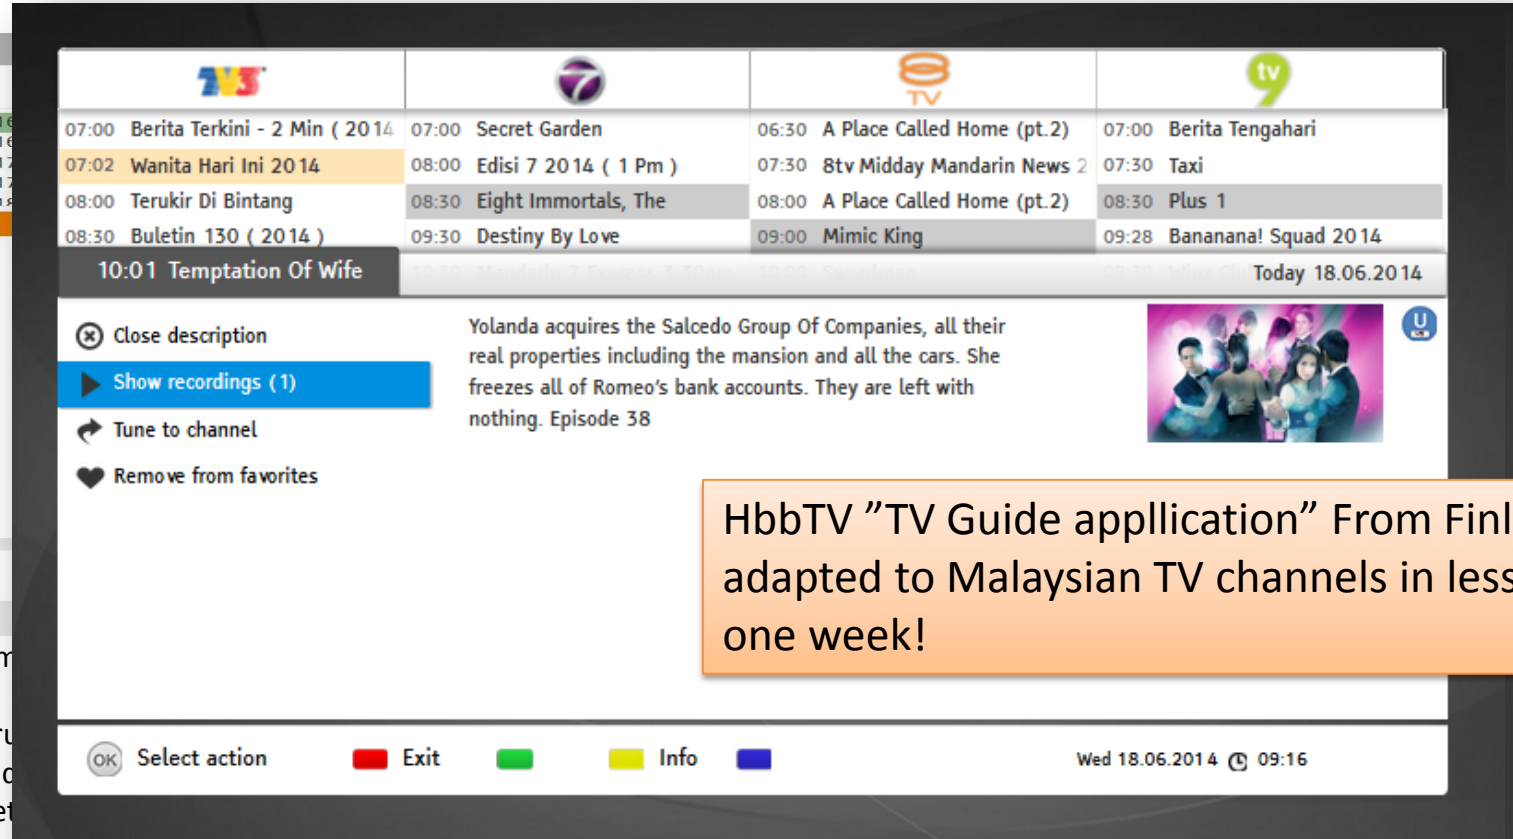 TV3
7
TV
tv 9
07:00 Berita Terkini - 2 Min ( 2014
07:00 Secret Garden
06:30 A Place Called Home (pt.2)
07:00 Berita Tengahari
07:02 Wanita Hari Ini 2014
08:00 Edisi 7 2014 ( 1 Pm )
07:30 8tv Midday Mandarin News 2
07:30 Taxi
08:00 Terukir Di Bintang
08:30 Eight Immortals, The
08:00 A Place Called Home (pt.2)
08:30 Plus 1
08:30 Buletin 130 ( 2014 )
09:30 Destiny By Love
09:00 Mimic King
09:28 Bananana! Squad 2014
10:01 Temptation Of Wife
Today 18.06.2014
Close description
Show recordings (1)
Tune to channel
Remove from favorites
Yolanda acquires the Salcedo Group Of Companies, all their
real properties including the mansion and all the cars. She
freezes all of Romeo's bank accounts. They are left with
nothing. Episode 38
U
HbbTV ”TV Guide appllication” From Finl
adapted to Malaysian TV channels in less
one week!
OK Select action
Exit
Info
Wed 18.06.2014 09:16